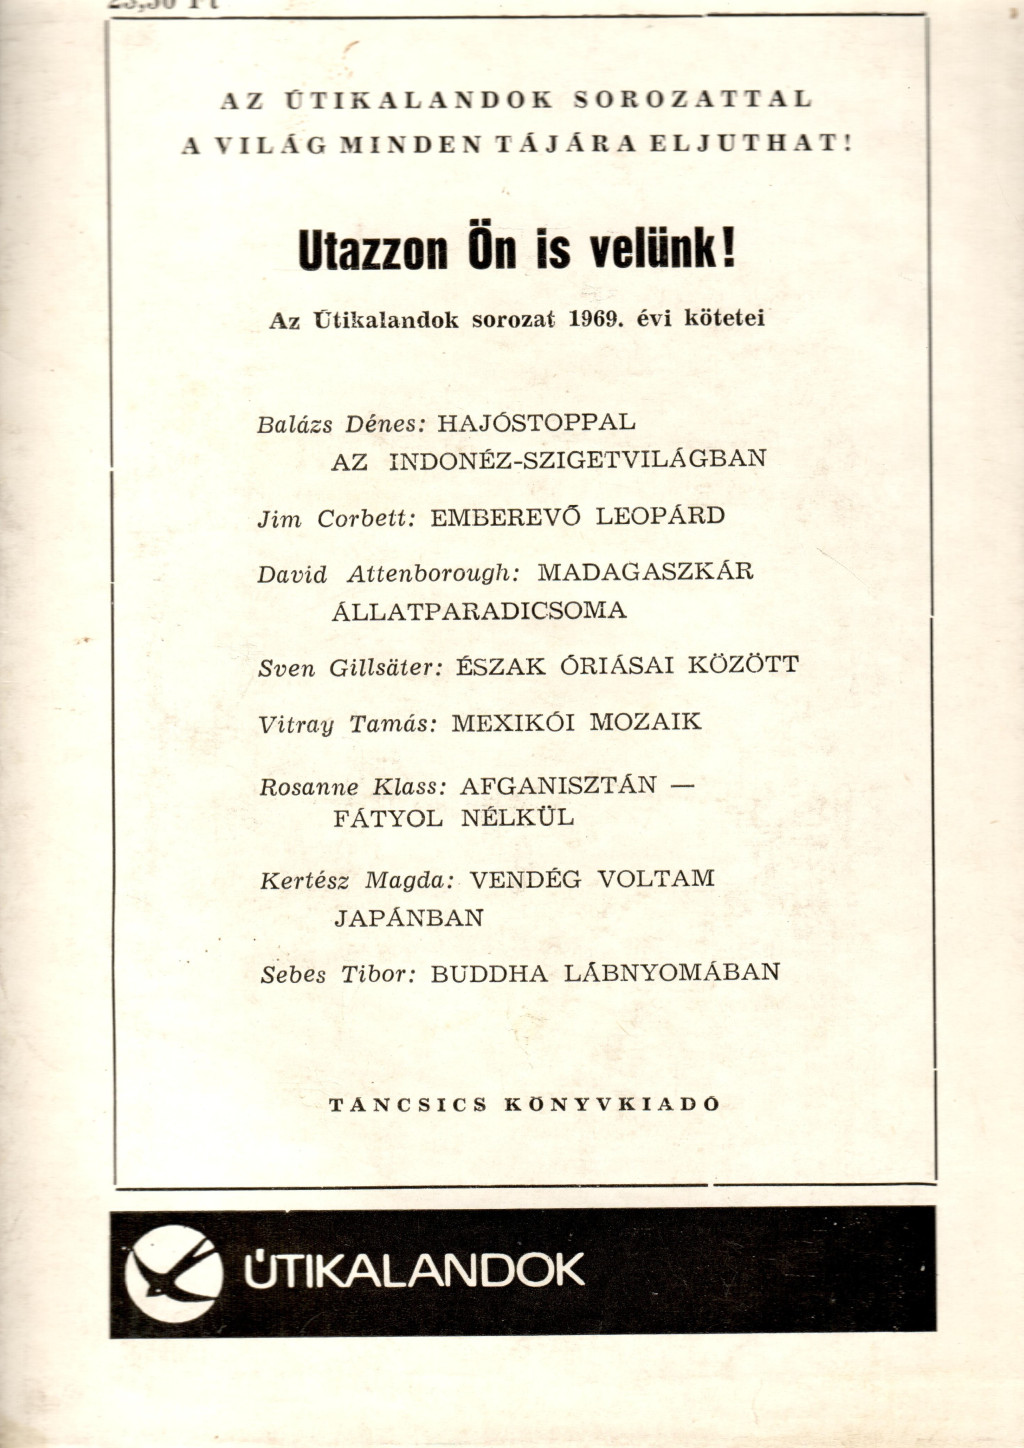 AZ ÚTIKALANDOK SOROZATTAL
A VILÁG MINDEN TÁJÁRA ELJUTHAT!
Utazzon Ön is velünk!
Az Útikalandok sorozat 1969. évi kötetei
Balázs Dénes: HAJÓSTOPPAL
AZ INDONÉZ-SZIGETVILÁGBAN
Jim Corbett: EMBEREVŐ LEOPÁRD
David Attenborough: MADAGASZKÁR
ÁLLATPARADICSOMA
Sven Gillsäter: ÉSZAK ÓRIÁSAI KÖZÖTT
Vitray Tamás: MEXIKÓI MOZAIK
Rosanne Klass: AFGANISZTÁN —
FÁTYOL NÉLKÜL
Kertész Magda: VENDÉG VOLTAM
JAPÁNBAN
Sebes Tibor: BUDDHA LÁBNYOMÁBAN
TÁNCSICS KÖNYVKIADÓ
ÚTIKALANDOK